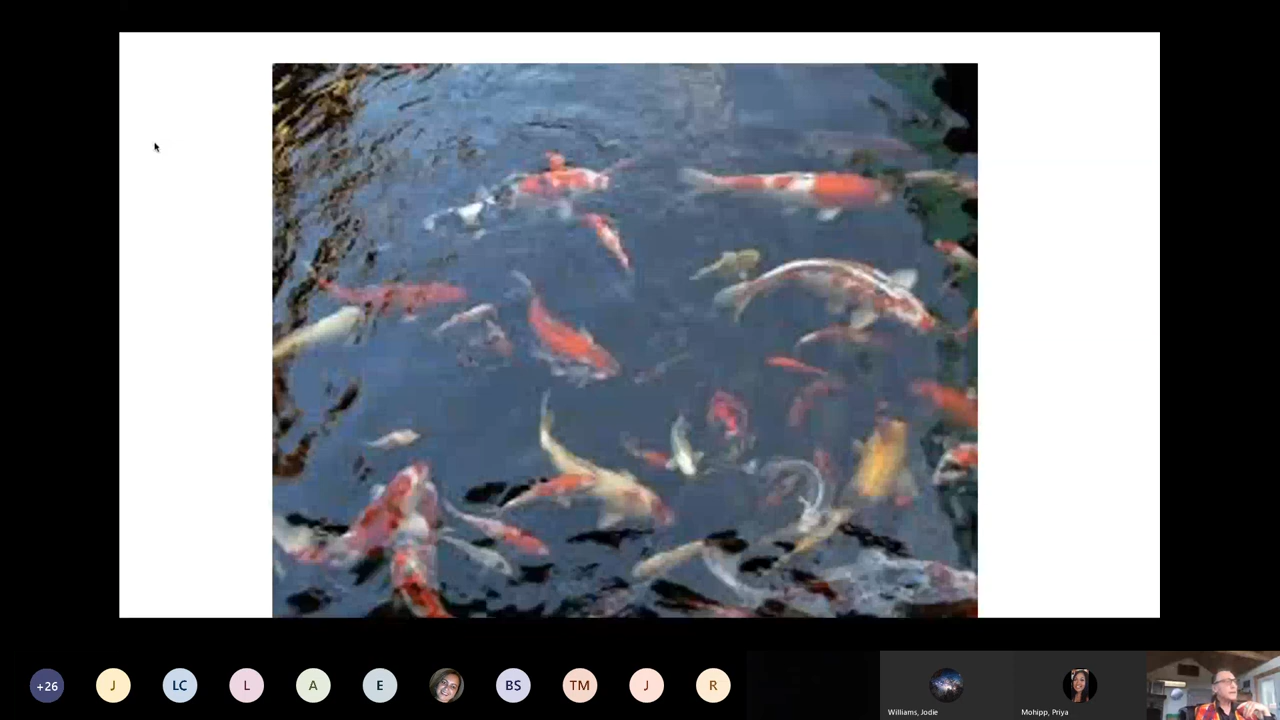 +26
J
LC
L
A
E
BS
TM
J
R
Williams, Jodie
Mohipp, Priya